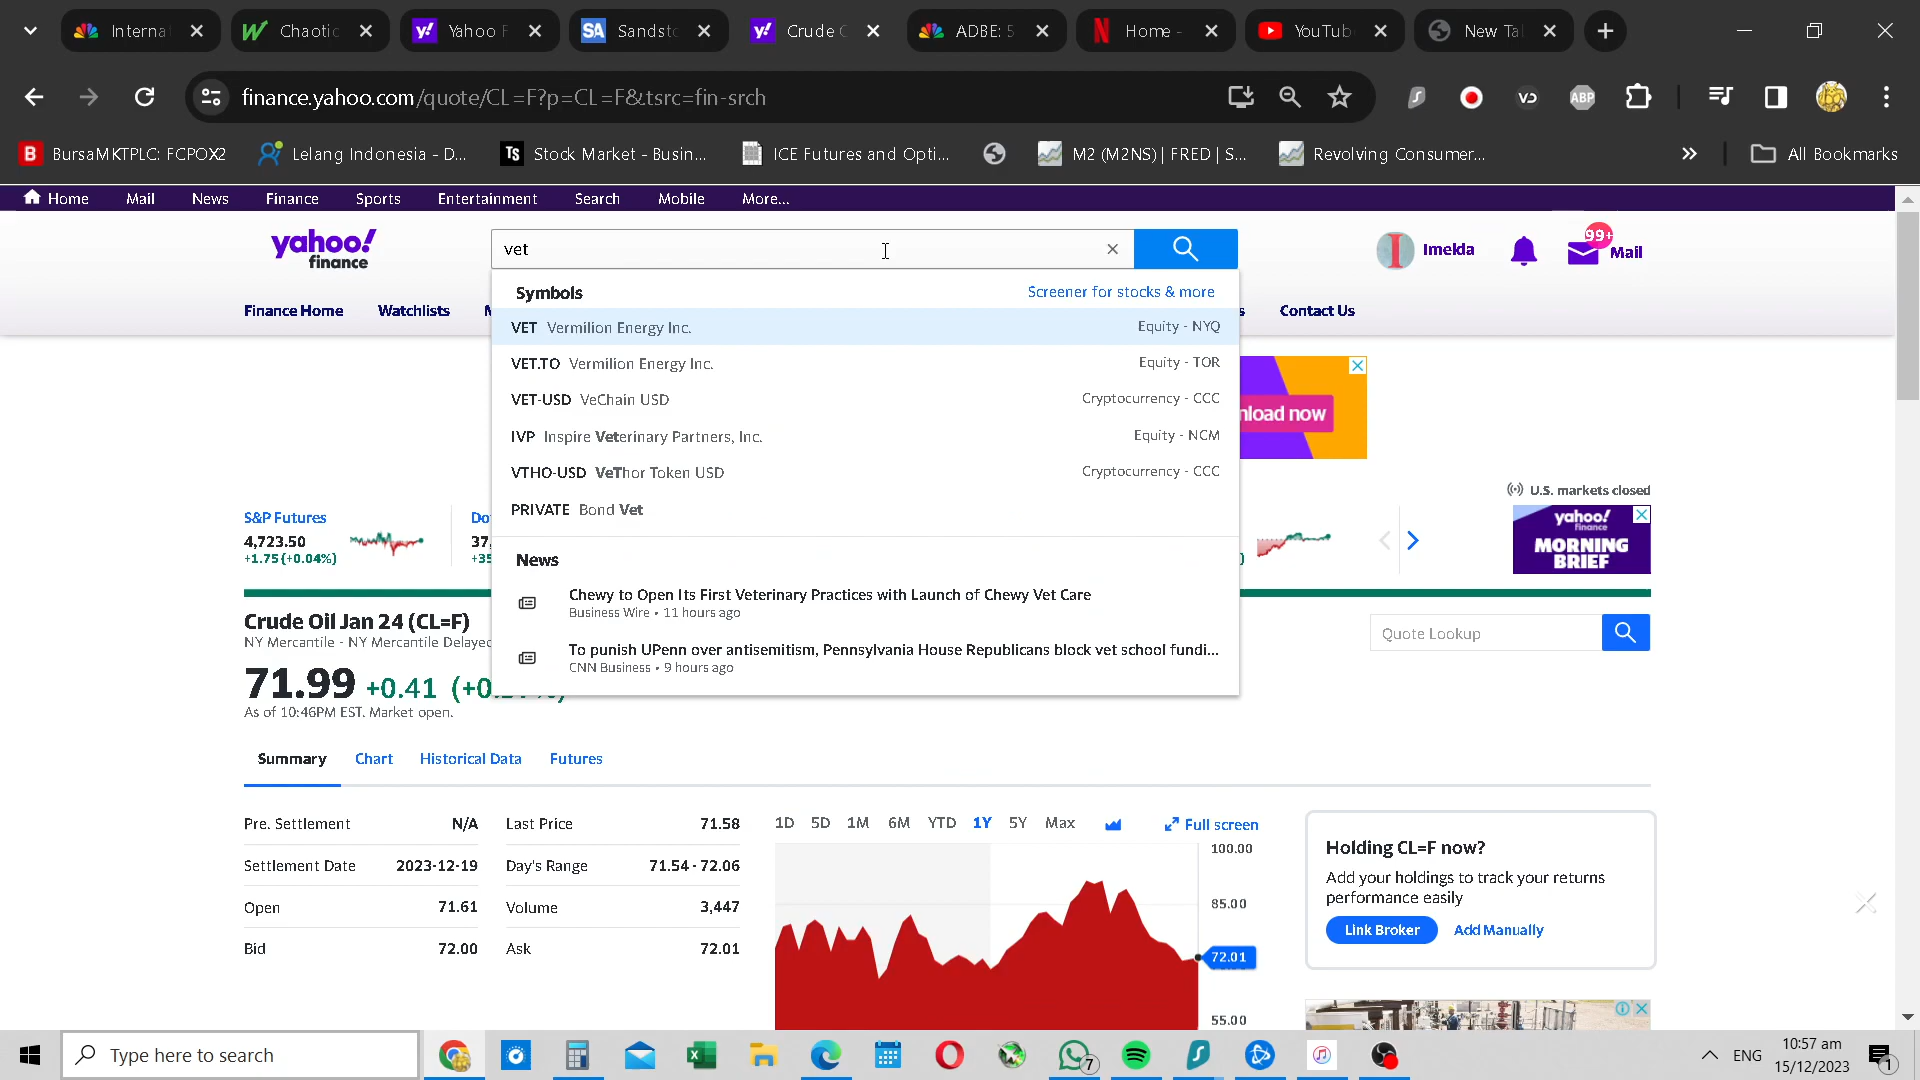 Interna
Chaotic
Yahoo F
SA
Sandsto
Crude C
ADBE: 5
Home -
YouTub
New Ta
finance.yahoo.com/quote/CL=F?p=CL=F&.tsrc=fin-srch
ABP
B BursaMKTPLC: FCPOX2
Lelang Indonesia - D...
Ts Stock Market - Busin...
ICE Futures and Opti...
M2 (M2NS) | FRED | S...
Revolving Consumer...
All Bookmarks
Home Mail News Finance Sports Entertainment Search Mobile More...
yahoo!
finance
vet
Imelda
99+
Mail
Finance Home Watchlists
Contact Us
Symbols
Screener for stocks & more
VET Vermilion Energy Inc. Equity - NYQ
VET.TO Vermilion Energy Inc. Equity - TOR
VET-USD VeChain USD Cryptocurrency - CCC
IVP Inspire Veterinary Partners, Inc. Equity - NCM
VTHO-USD VeThor Token USD Cryptocurrency - CCC
PRIVATE Bond Vet
News
Chewy to Open Its First Veterinary Practices with Launch of Chewy Vet Care
Business Wire • 11 hours ago
To punish UPenn over antisemitism, Pennsylvania House Republicans block vet school fundi...
CNN Business • 9 hours ago
nload now
U.S. markets closed
S&P Futures
4,723.50
+1.75 (+0.04%)
Do
37,
+35
yahoo!
finance
MORNING
BRIEF
Crude Oil Jan 24 (CL=F)
NY Mercantile - NY Mercantile Delayed
71.99 +0.41
As of 10:46PM EST. Market open.
Quote Lookup
Summary Chart Historical Data Futures
Pre. Settlement N/A
Settlement Date 2023-12-19
Open 71.61
Bid 72.00
Last Price 71.58
Day's Range 71.54 - 72.06
Volume 3,447
Ask 72.01
1D 5D 1M 6M YTD 1Y 5Y Max
Full screen
100.00
85.00
72.01
55.00
Holding CL=F now?
Add your holdings to track your returns
performance easily
Link Broker
Add Manually
Type here to search
7
ENG
10:57 am
15/12/2023
1